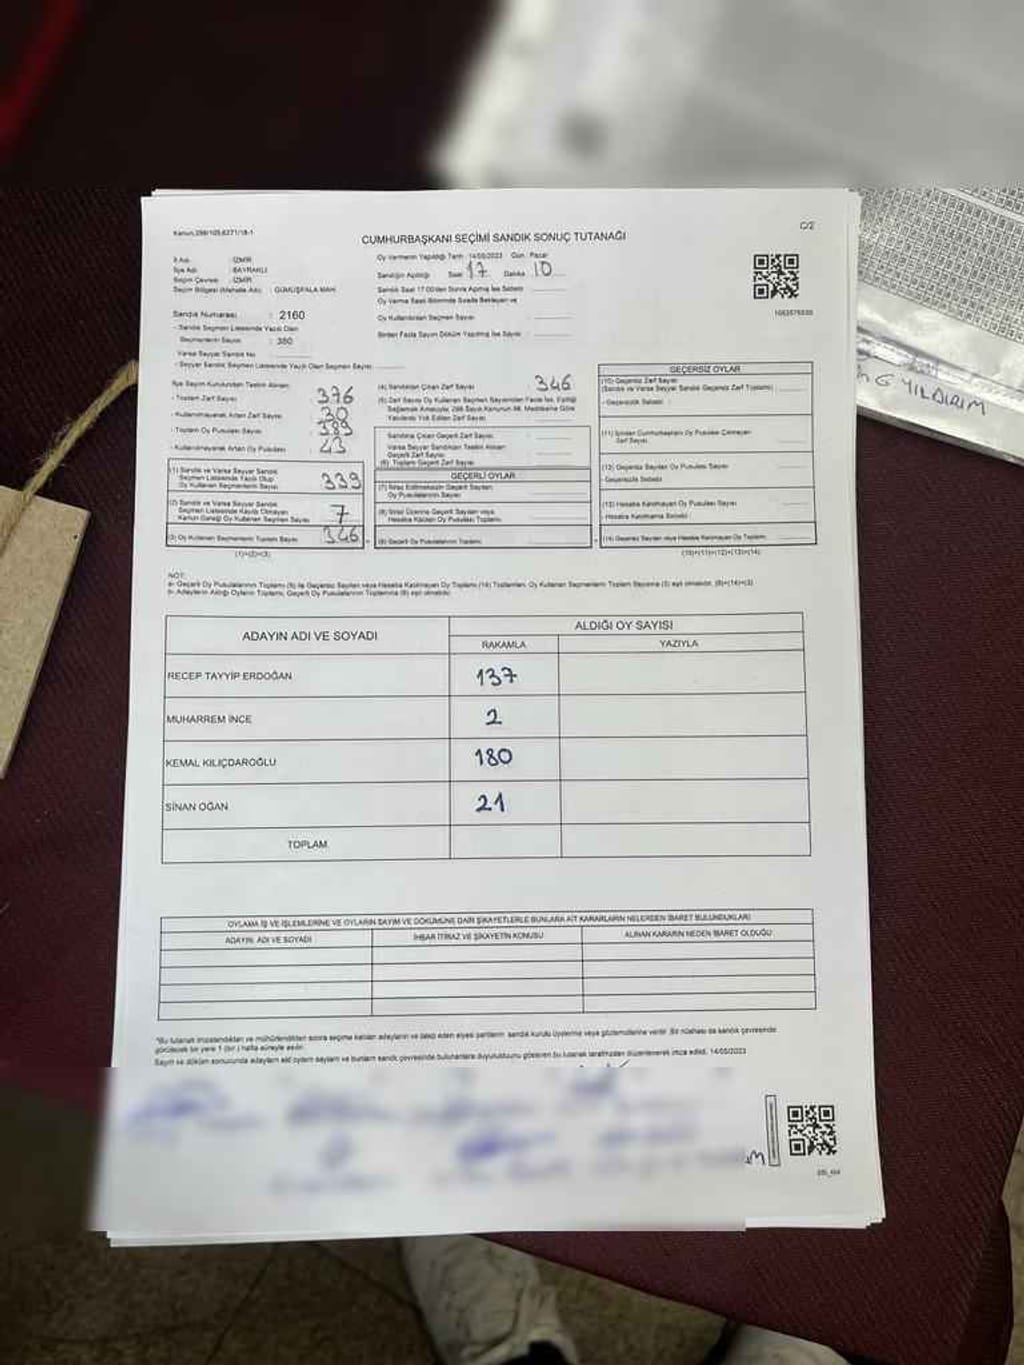 Kanun:298/105,6271/18-1
C/2
CUMHURBAŞKANI SEÇİMİ SANDIK SONUÇ TUTANAĞI
İl Adı : İZMİR
İlçe Adı : BAYRAKLI
Seçim Çevresi : İZMİR
Seçim Bölgesi (Mahalle Adı) : GÜMÜŞPALA MAH.
Oy Vermenin Yapıldığı Tarih : 14/05/2023 Gün : Pazar
Sandığın Açıldığı Saat 17 Dakika 10
Sandık Saat 17:00'den Sonra Açılmış İse Sebebi
Oy Verme Saati Bitiminde Sırada Bekleyen ve
Oy Kullandırılan Seçmen Sayısı
Birden Fazla Sayım Döküm Yapılmış İse Sayısı
1053575535
Sandık Numarası : 2160
- Sandık Seçmen Listesinde Yazılı Olan
Seçmenlerin Sayısı : 380
Varsa Seyyar Sandık No
- Seyyar Sandık Seçmen Listesinde Yazılı Olan Seçmen Sayısı
İlçe Seçim Kurulundan Teslim Alınan;
- Toplam Zarf Sayısı : 376
- Kullanılmayarak Artan Zarf Sayısı : 30
- Toplam Oy Pusulası Sayısı : 389
- Kullanılmayarak Artan Oy Pusulası : 43
(1) Sandık ve Varsa Seyyar Sandık
Seçmen Listesinde Yazılı Olup
Oy Kullanan Seçmenlerin Sayısı 339
(2) Sandık ve Varsa Seyyar Sandık
Seçmen Listesinde Kaydı Olmayan
Kanun Gereği Oy Kullanan Seçmen Sayısı 7
(3) Oy Kullanan Seçmenlerin Toplam Sayısı 346
(1)+(2)=(3)
(4) Sandıktan Çıkan Zarf Sayısı 346
(5) Zarf Sayısı Oy Kullanan Seçmen Sayısından Fazla İse, Eşitliği
Sağlamak Amacıyla, 298 Sayılı Kanunun 98. Maddesine Göre
Yakılarak Yok Edilen Zarf Sayısı
Sandıktan Çıkan Geçerli Zarf Sayısı
Varsa Seyyar Sandıktan Teslim Alınan
Geçerli Zarf Sayısı
(6) Toplam Geçerli Zarf Sayısı
GEÇERLİ OYLAR
(7) İtiraz Edilmeksizin Geçerli Sayılan
Oy Pusulalarının Sayısı
(8) İtiraz Üzerine Geçerli Sayılan veya
Hesaba Katılan Oy Pusulası Toplamı
(9) Geçerli Oy Pusulalarının Toplamı
GEÇERSİZ OYLAR
(10) Geçersiz Zarf Sayısı
(Sandık ve Varsa Seyyar Sandık Geçersiz Zarf Toplamı)
- Geçersizlik Sebebi :
(11) İçinden Cumhurbaşkanı Oy Pusulası Çıkmayan
Zarf Sayısı
(12) Geçersiz Sayılan Oy Pusulası Sayısı
- Geçersizlik Sebebi :
(13) Hesaba Katılmayan Oy Pusulası Sayısı
- Hesaba Katılmama Sebebi :
(14) Geçersiz Sayılan veya Hesaba Katılmayan Oy Toplamı
(10)+(11)+(12)+(13)=(14)
G YILDIRIM
NOT:
a- Geçerli Oy Pusulalarının Toplamı (9) ile Geçersiz Sayılan veya Hesaba Katılmayan Oy Toplamı (14) Toplamları, Oy Kullanan Seçmenlerin Toplam Sayısına (3) eşit olmalıdır. (9)+(14)=(3)
b- Adayların Aldığı Oyların Toplamı, Geçerli Oy Pusulalarının Toplamına (9) eşit olmalıdır.
ADAYIN ADI VE SOYADI
ALDIĞI OY SAYISI
RAKAMLA YAZIYLA
RECEP TAYYİP ERDOĞAN 137
MUHARREM İNCE 2
KEMAL KILIÇDAROĞLU 180
SİNAN OĞAN 21
TOPLAM
OYLAMA İŞ VE İŞLEMLERİNE VE OYLARIN SAYIM VE DÖKÜMÜNE DAİR ŞİKAYETLERLE BUNLARA AİT KARARLARIN NELERDEN İBARET BULUNDUKLARI
ADAYIN ADI VE SOYADI İHBAR İTİRAZ VE ŞİKAYETİN KONUSU ALINAN KARARIN NEDEN İBARET OLDUĞU
*Bu tutanak imzalandıktan ve mühürlendikten sonra seçime katılan adayların ve talep eden siyasi partilerin sandık kurulu üyelerine veya gözlemcilerine verilir. Bir nüshası da sandık çevresinde
görülecek bir yere 1 (bir) hafta süreyle asılır.
Sayım ve döküm sonucunda adayların elde ettiği oyların sayısını gösteren bu tutanak tarafımızdan düzenlenerek imza edildi. 14/05/2023